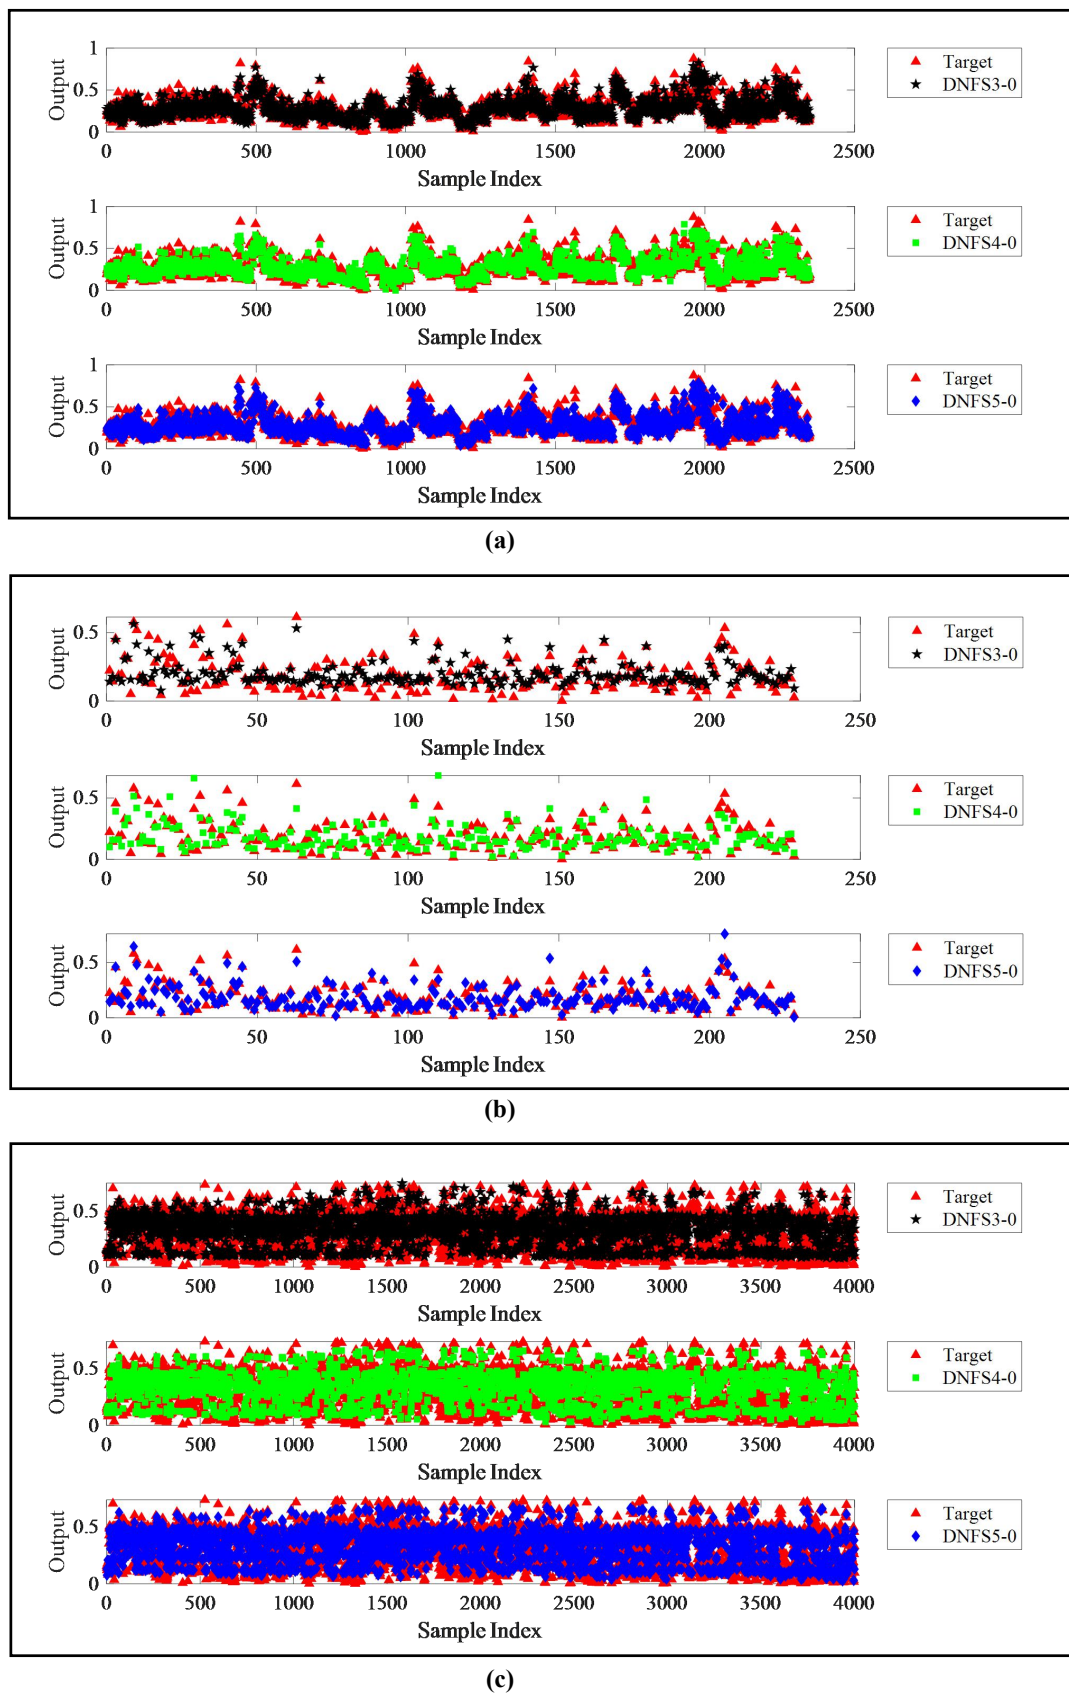 1
0.5
0
Output
0 500 1000 1500 2000 2500
Sample Index
Target
DNFS3-0
1
0.5
0
Output
0 500 1000 1500 2000 2500
Sample Index
Target
DNFS4-0
1
0.5
0
Output
0 500 1000 1500 2000 2500
Sample Index
Target
DNFS5-0
(a)
0.5
0
Output
0 50 100 150 200 250
Sample Index
Target
DNFS3-0
0.5
0
Output
0 50 100 150 200 250
Sample Index
Target
DNFS4-0
0.5
0
Output
0 50 100 150 200 250
Sample Index
Target
DNFS5-0
(b)
0.5
0
Output
0 500 1000 1500 2000 2500 3000 3500 4000
Sample Index
Target
DNFS3-0
0.5
0
Output
0 500 1000 1500 2000 2500 3000 3500 4000
Sample Index
Target
DNFS4-0
0.5
0
Output
0 500 1000 1500 2000 2500 3000 3500 4000
Sample Index
Target
DNFS5-0
(c)